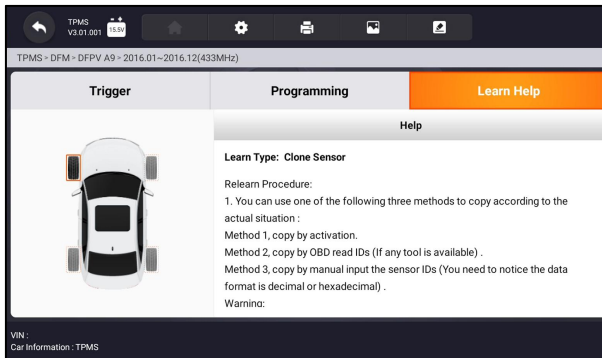 TPMS
V3.01.001
15.5V
TPMS > DFM > DFPV A9 > 2016.01~2016.12(433MHz)
Trigger
Programming
Learn Help
Help
Learn Type: Clone Sensor
Relearn Procedure:
1. You can use one of the following three methods to copy according to the
actual situation :
Method 1, copy by activation.
Method 2, copy by OBD read IDs (If any tool is available) .
Method 3, copy by manual input the sensor IDs (You need to notice the data
format is decimal or hexadecimal) .
Warning:
VIN :
Car Information : TPMS